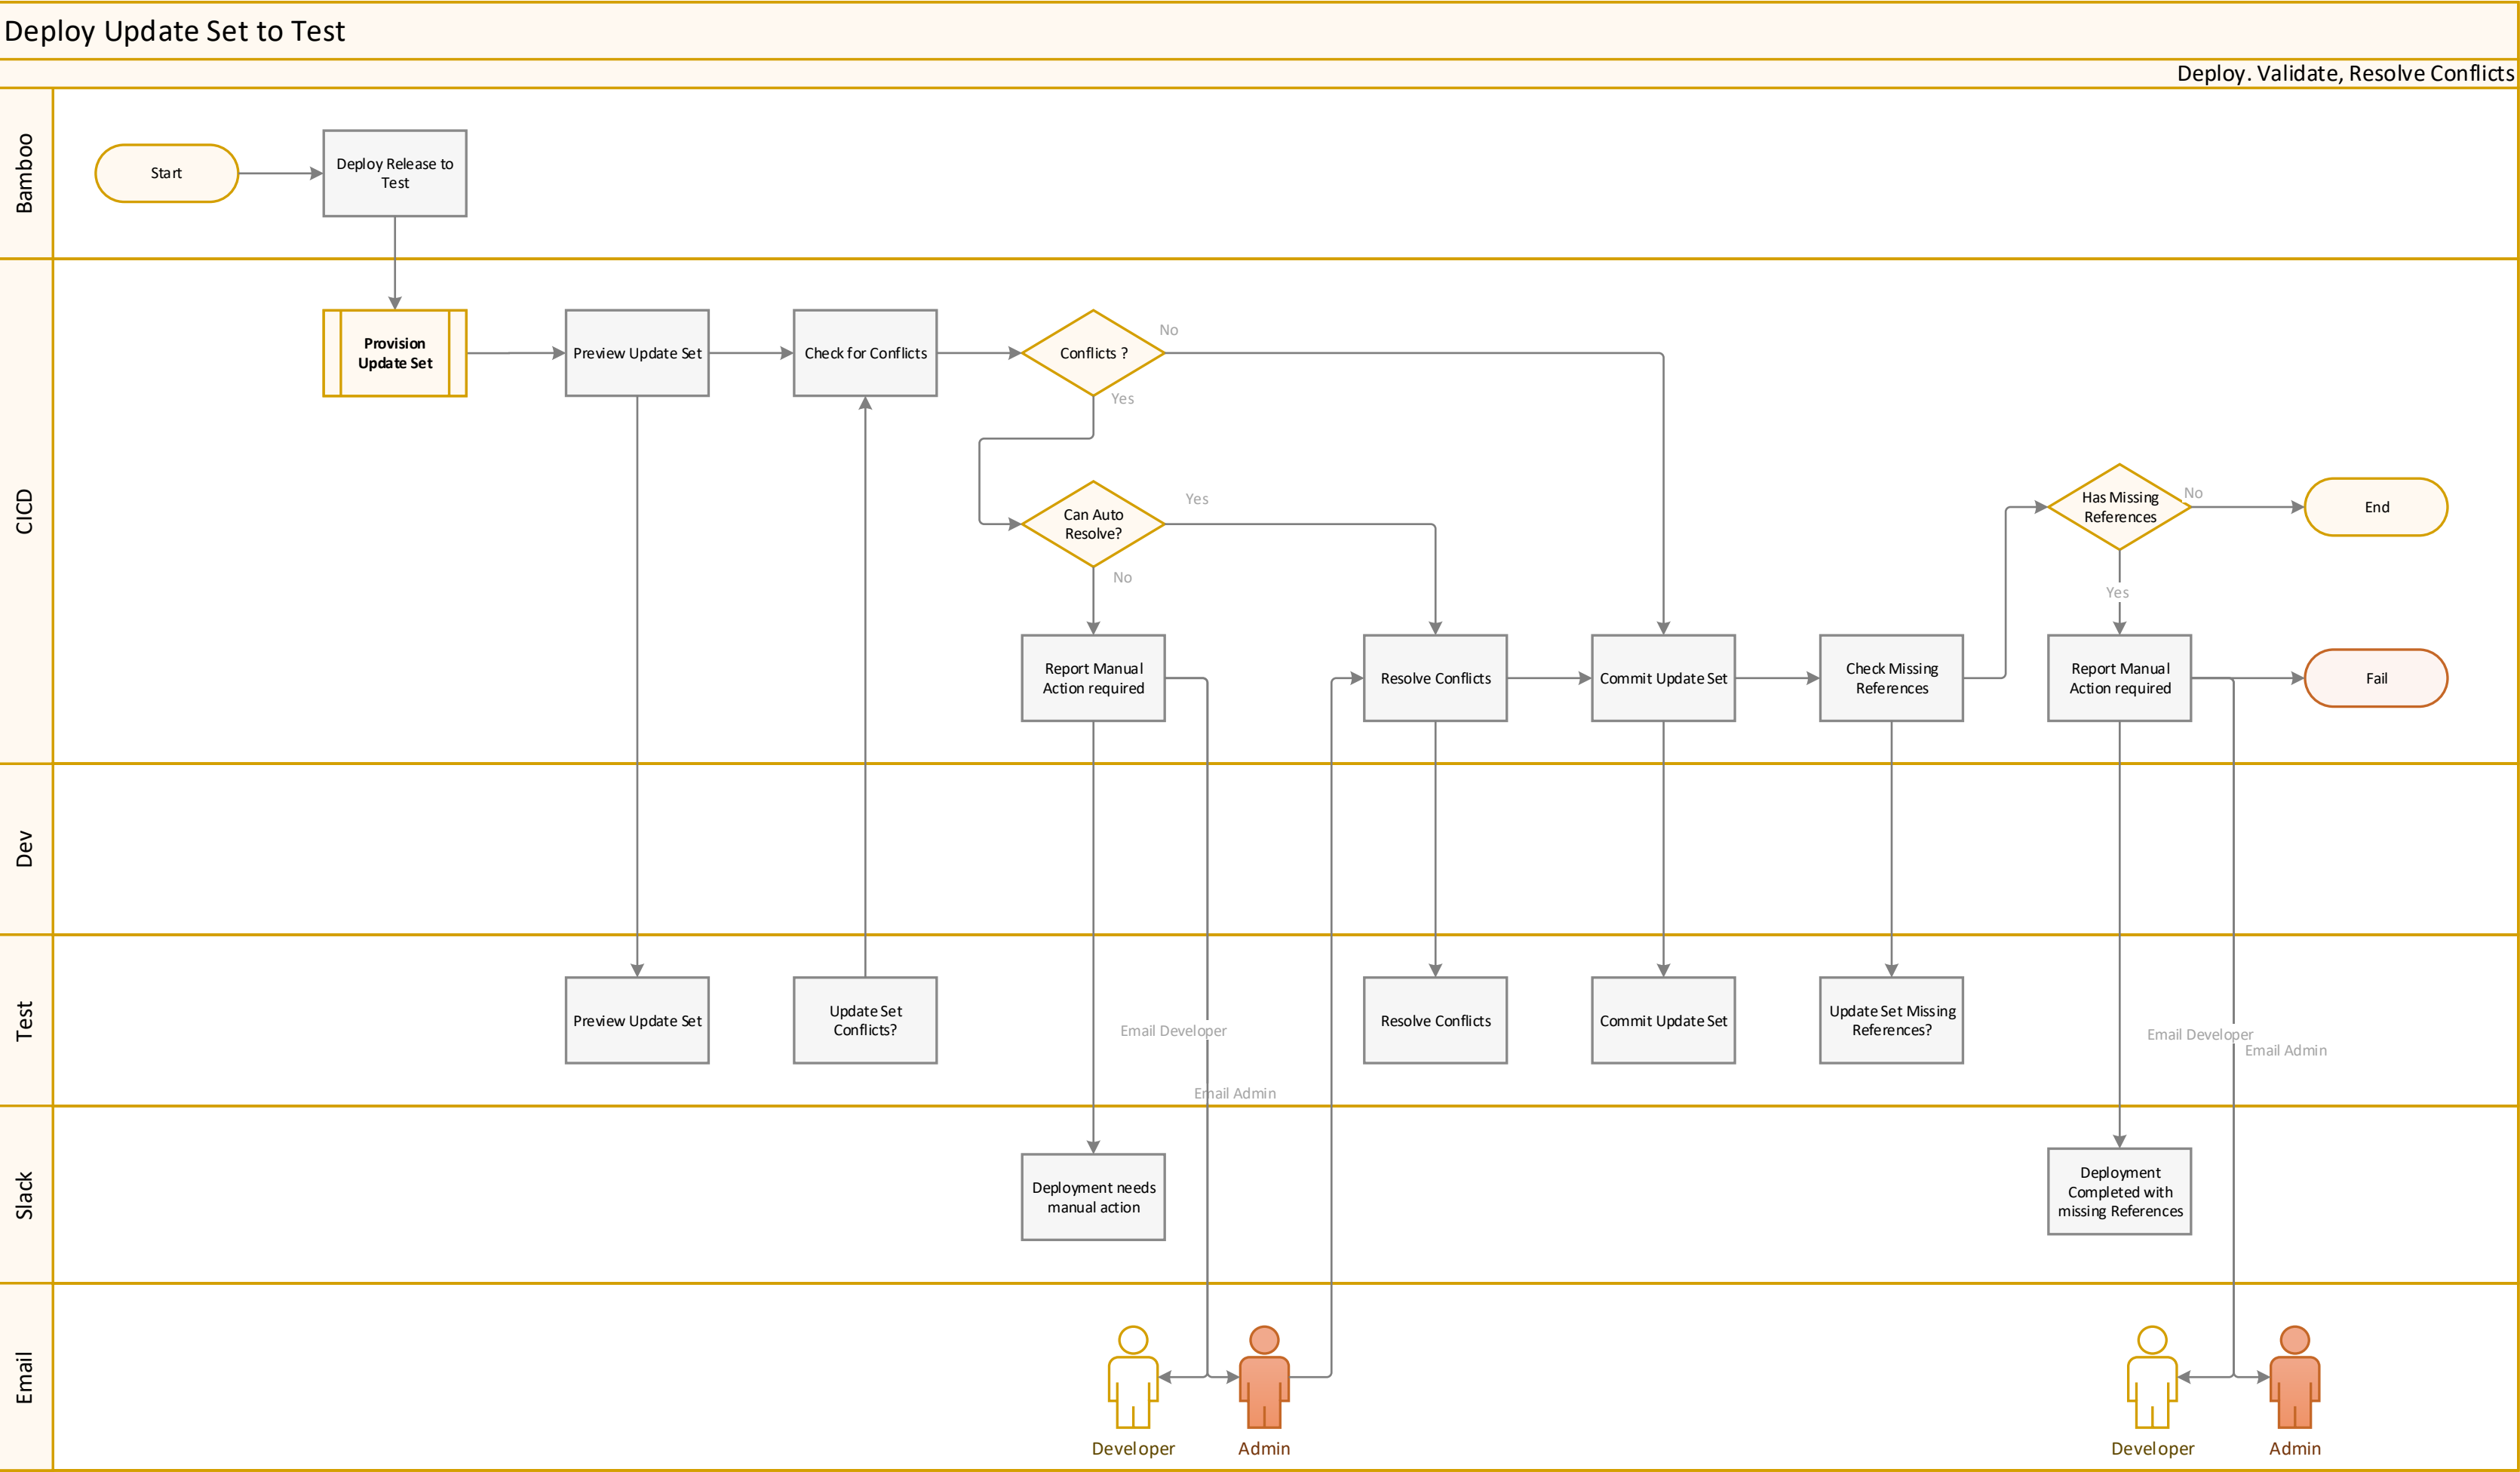 Deploy Update Set to Test
Deploy. Validate, Resolve Conflicts
Bamboo
Start
Deploy Release to
Test
CICD
Provision
Update Set
Preview Update Set
Check for Conflicts
Conflicts ?
No
Yes
Can Auto
Resolve?
Yes
No
Has Missing
References
No
End
Yes
Report Manual
Action required
Resolve Conflicts
Commit Update Set
Check Missing
References
Report Manual
Action required
Fail
Dev
Test
Preview Update Set
Update Set
Conflicts?
Email Developer
Email Admin
Resolve Conflicts
Commit Update Set
Update Set Missing
References?
Email Developer
Email Admin
Slack
Deployment needs
manual action
Deployment
Completed with
missing References
Email
Developer
Admin
Developer
Admin